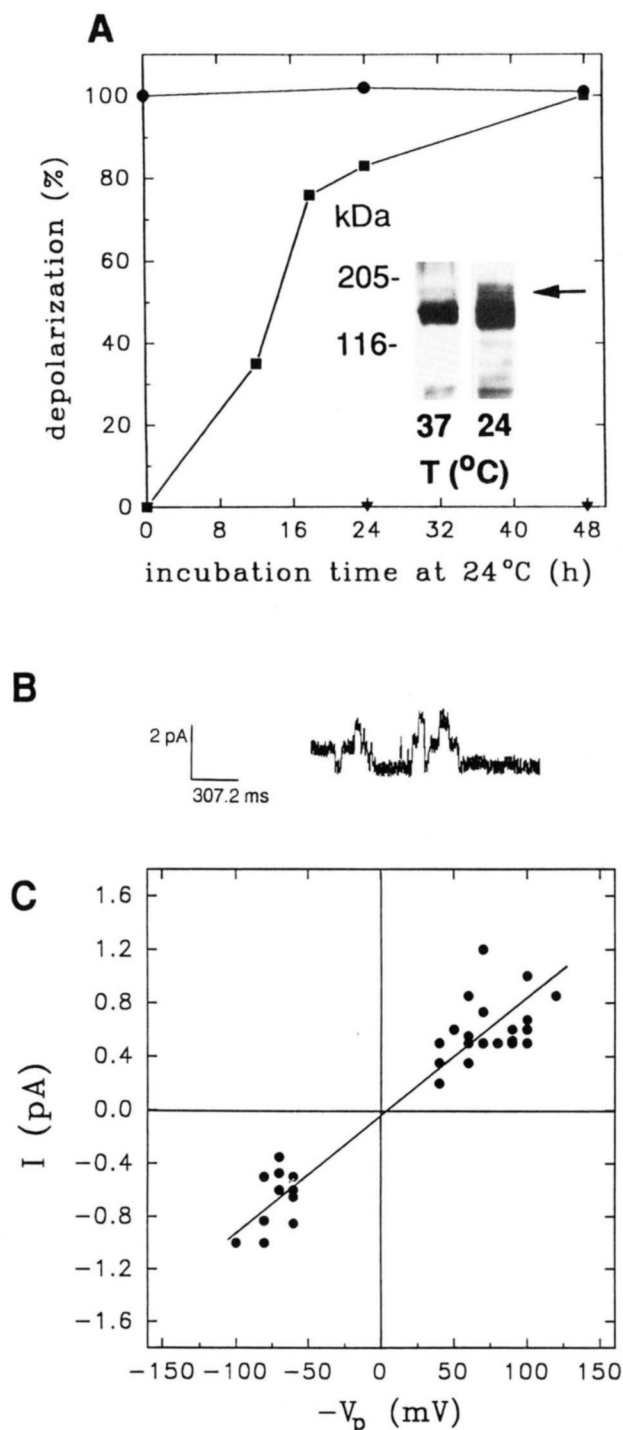 A
100
80
60
40
20
0
depolarization (%)
kDa
205-
116-
37 24
T (°C)
0 8 16 24 32 40 48
incubation time at 24°C (h)
B
2 pA
307.2 ms
C
1.6
1.2
0.8
0.4
0.0
-0.4
-0.8
-1.2
-1.6
I (pA)
-150 -100 -50 0 50 100 150
-Vp (mV)